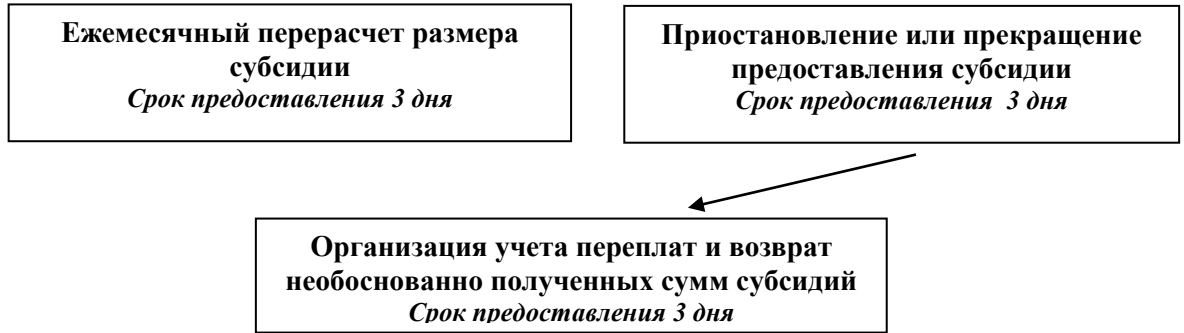 Ежемесячный перерасчет размера
субсидии
Срок предоставления 3 дня
Приостановление или прекращение
предоставления субсидии
Срок предоставления 3 дня
Организация учета переплат и возврат
необоснованно полученных сумм субсидий
Срок предоставления 3 дня